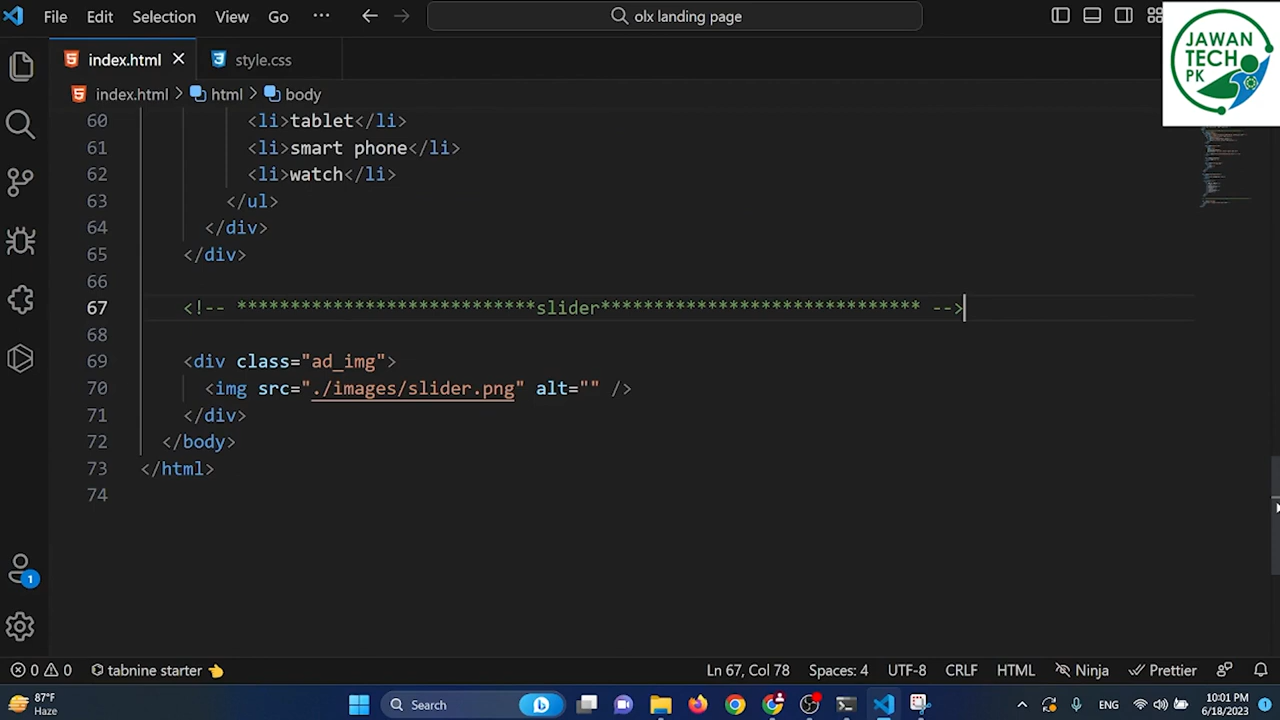 File Edit Selection View Go ··· olx landing page
JAWAN
TECH
PK
index.html style.css
index.html > html > body
60 <li>tablet</li>
61 <li>smart phone</li>
62 <li>watch</li>
63 </ul>
64 </div>
65 </div>
66
67 <!-- ****************************slider****************************** -->
68
69 <div class="ad_img">
70 <img src="./images/slider.png" alt="" />
71 </div>
72 </body>
73 </html>
74
1
0 0 tabnine starter Ln 67, Col 78 Spaces: 4 UTF-8 CRLF HTML Ninja Prettier
87°F
Haze
Search
ENG
10:01 PM
6/18/2023
1